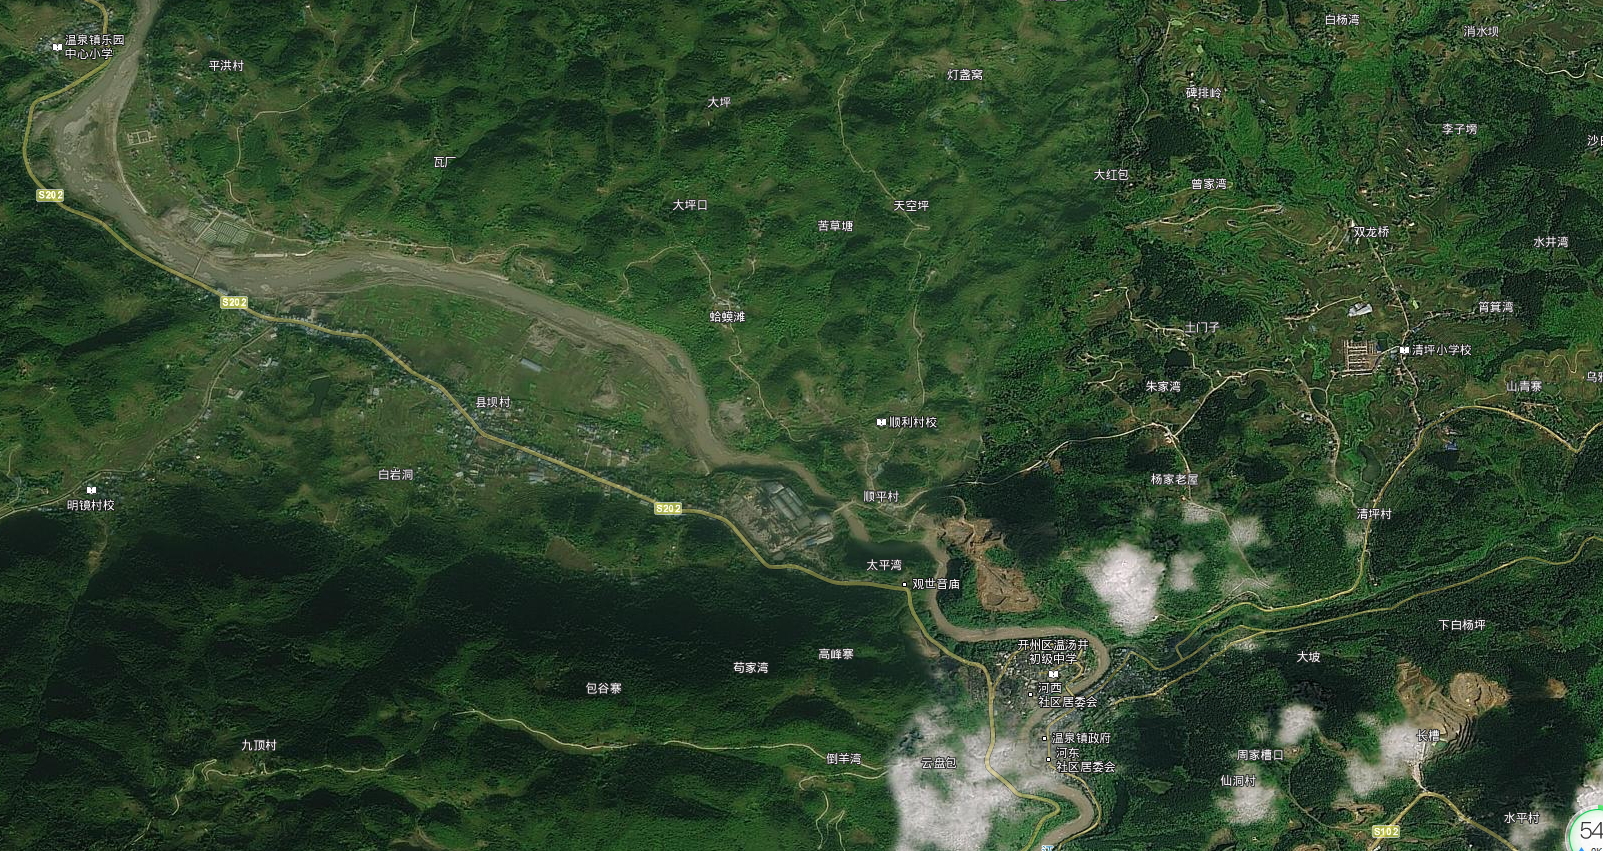 白杨湾
消水坝
温泉镇乐园
中心小学
平洪村
灯盏窝
碑排岭
大坪
李子塝
瓦厂
大红包
曾家湾
S202
大坪口
天空坪
苦草塘
双龙桥
水井湾
S202
蛤蟆滩
筲箕湾
土门子
清坪小学校
朱家湾
山青寨
县坝村
顺利村校
白岩洞
杨家老屋
明镜村校
顺平村
S202
清坪村
太平湾
观世音庙
下白杨坪
开州区温汤井
初级中学
大坡
高峰寨
苟家湾
包谷寨
河西
社区居委会
温泉镇政府
长槽
九顶村
河东
社区居委会
周家槽口
倒羊湾
云盘包
仙洞村
水平村
S102
54